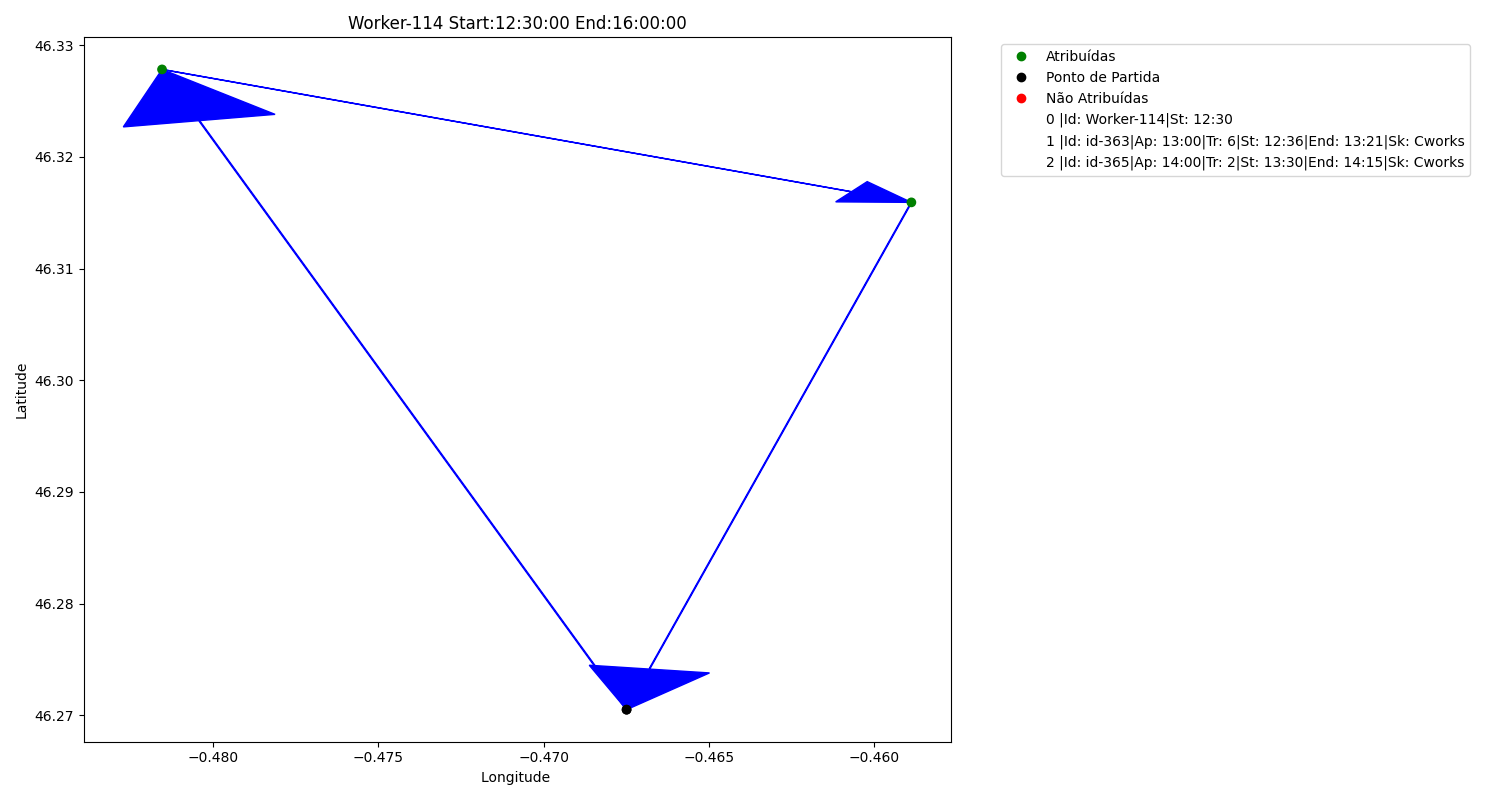 Worker-114 Start:12:30:00 End:16:00:00
46.33
46.32
46.31
46.30
46.29
46.28
46.27
Latitude
−0.480
−0.475
−0.470
−0.465
−0.460
Longitude
Atribuídas
Ponto de Partida
Não Atribuídas
0 |Id: Worker-114|St: 12:30
1 |Id: id-363|Ap: 13:00|Tr: 6|St: 12:36|End: 13:21|Sk: Cworks
2 |Id: id-365|Ap: 14:00|Tr: 2|St: 13:30|End: 14:15|Sk: Cworks